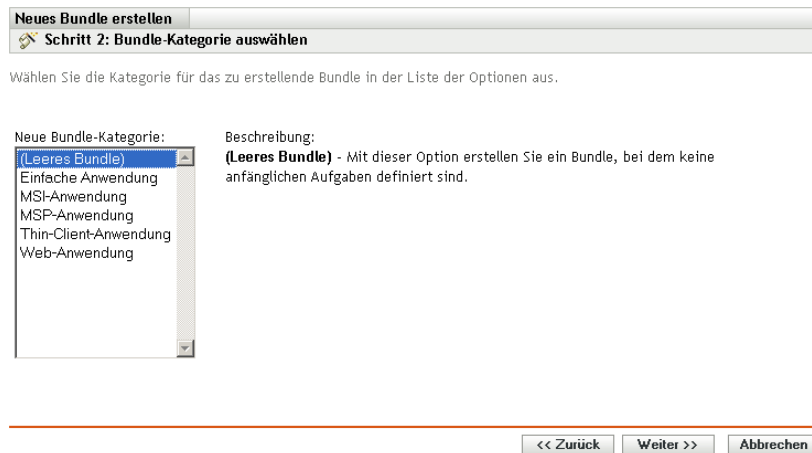 Neues Bundle erstellen
Schritt 2: Bundle-Kategorie auswählen
Wählen Sie die Kategorie für das zu erstellende Bundle in der Liste der Optionen aus.
Neue Bundle-Kategorie:
(Leeres Bundle)
Einfache Anwendung
MSI-Anwendung
MSP-Anwendung
Thin-Client-Anwendung
Web-Anwendung
Beschreibung:
(Leeres Bundle) - Mit dieser Option erstellen Sie ein Bundle, bei dem keine
anfänglichen Aufgaben definiert sind.
<< Zurück
Weiter >>
Abbrechen